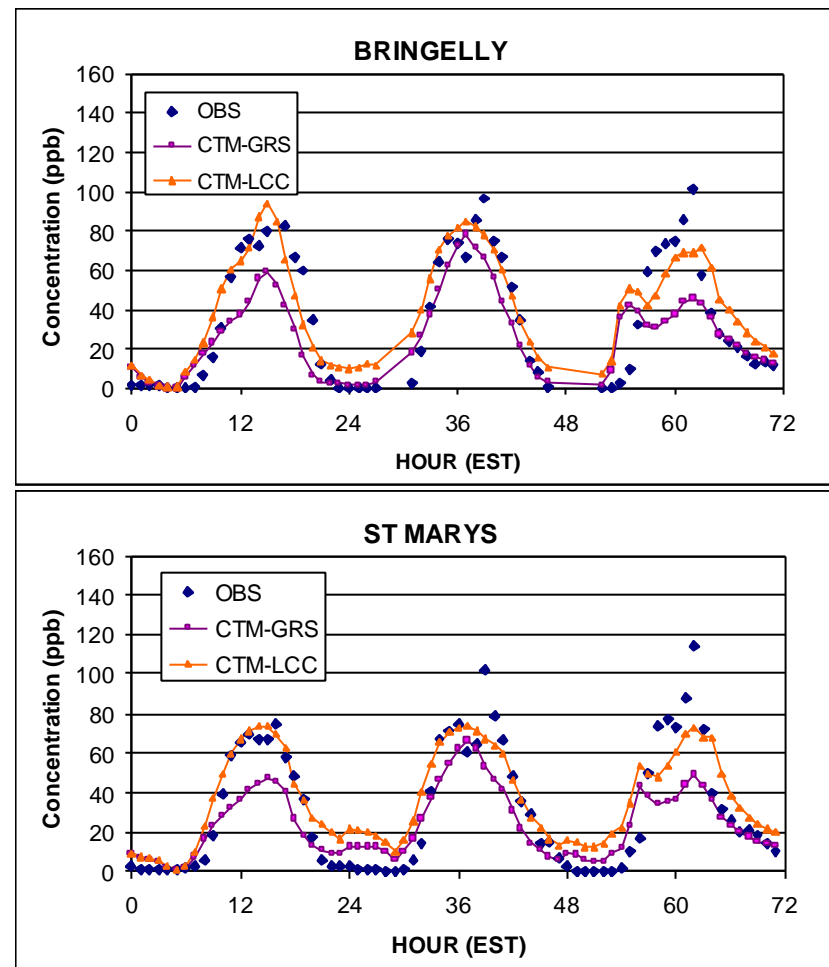 BRINGELLY
160
140
120
100
80
60
40
20
0
Concentration (ppb)
OBS
CTM-GRS
CTM-LCC
0 12 24 36 48 60 72
HOUR (EST)
ST MARYS
160
140
120
100
80
60
40
20
0
Concentration (ppb)
OBS
CTM-GRS
CTM-LCC
0 12 24 36 48 60 72
HOUR (EST)